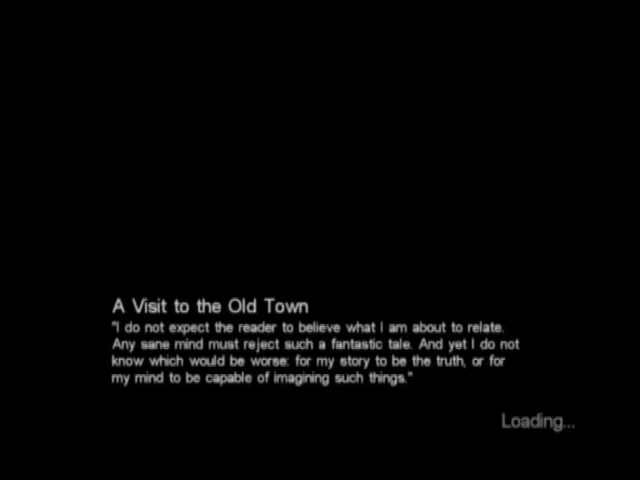 A Visit to the Old Town
"I do not expect the reader to believe what I am about to relate.
Any sane mind must reject such a fantastic tale. And yet I do not
know which would be worse: for my story to be the truth, or for
my mind to be capable of imagining such things."
Loading...